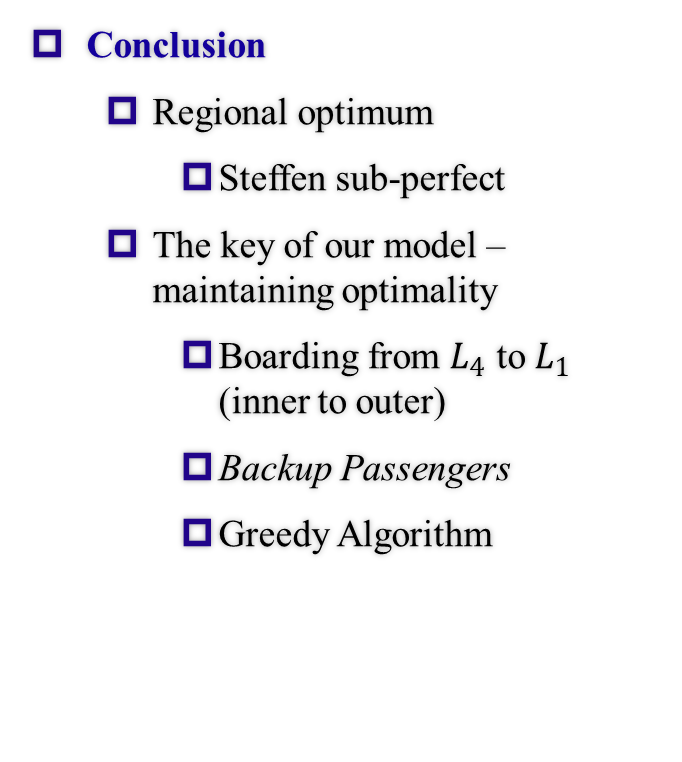 Conclusion
Regional optimum
Steffen sub-perfect
The key of our model –
maintaining optimality
Boarding from L₄ to L₁
(inner to outer)
Backup Passengers
Greedy Algorithm